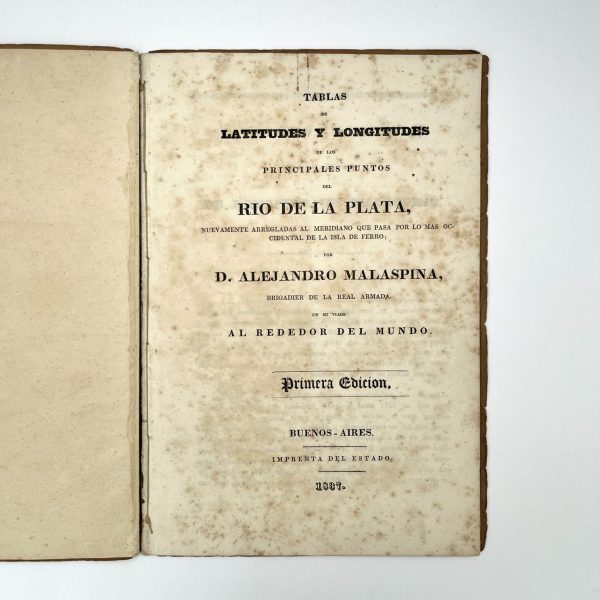 TABLAS
DE
LATITUDES Y LONGITUDES
DE LOS
PRINCIPALES PUNTOS
DEL
RIO DE LA PLATA,
NUEVAMENTE ARREGLADAS AL MERIDIANO QUE PASA POR LO MAS OC-
CIDENTAL DE LA ISLA DE FERRO;
POR
D. ALEJANDRO MALASPINA,
BRIGADIER DE LA REAL ARMADA.
EN SU VIAGE
AL REDEDOR DEL MUNDO.
Primera Edicion.
BUENOS-AIRES.
IMPRENTA DEL ESTADO.
1837.